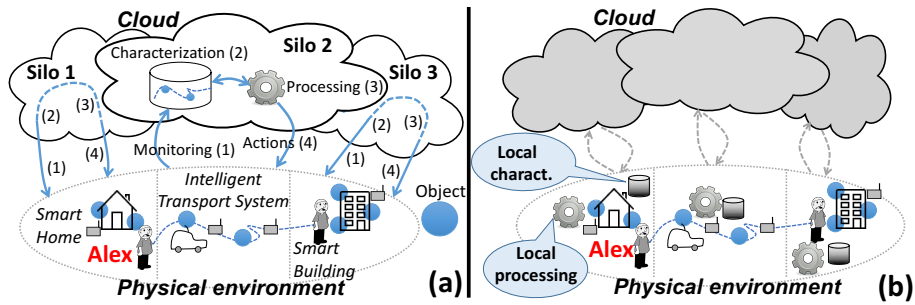 Cloud
Silo 1
Characterization (2)
Silo 2
Processing (3)
Silo 3
(2)
(3)
(2)
(3)
(1)
(4)
Monitoring (1)
Actions (4)
(1)
(4)
Intelligent
Transport System
Object
Smart
Home
Alex
Smart
Building
Physical environment
(a)
Cloud
Local
charact.
Alex
Local
processing
Physical environment
(b)